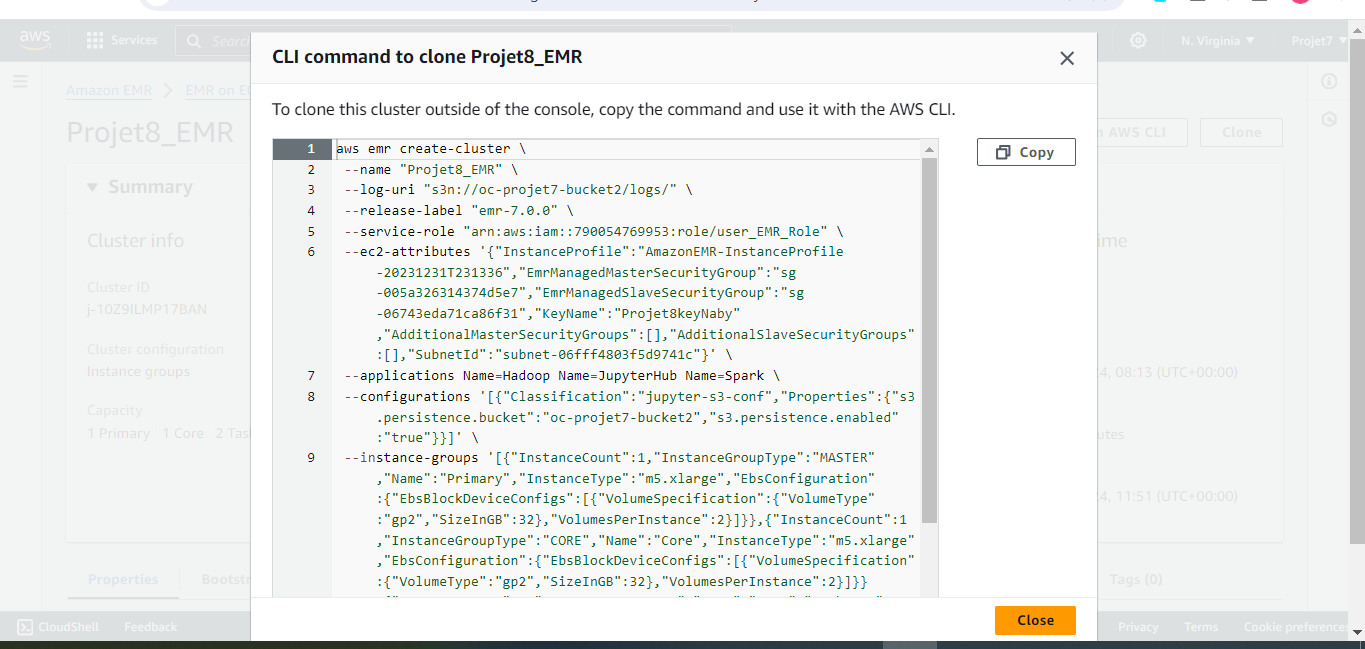 aws
Services
Search
N. Virginia
Projet7
Amazon EMR
EMR on EC
Projet8_EMR
AWS CLI
Clone
Summary
Cluster info
Cluster ID
j-10Z9ILMP17BAN
Cluster configuration
Instance groups
Capacity
1 Primary 1 Core 2 Tas
08:13 (UTC+00:00)
11:51 (UTC+00:00)
Properties
Bootstr
Tags (0)
CLI command to clone Projet8_EMR
To clone this cluster outside of the console, copy the command and use it with the AWS CLI.
1 aws emr create-cluster \
2 --name "Projet8_EMR" \
3 --log-uri "s3n://oc-projet7-bucket2/logs/" \
4 --release-label "emr-7.0.0" \
5 --service-role "arn:aws:iam::790054769953:role/user_EMR_Role" \
6 --ec2-attributes '{"InstanceProfile":"AmazonEMR-InstanceProfile
-20231231T231336","EmrManagedMasterSecurityGroup":"sg
-005a326314374d5e7","EmrManagedSlaveSecurityGroup":"sg
-06743eda71ca86f31","KeyName":"Projet8keyNaby"
,"AdditionalMasterSecurityGroups":[],"AdditionalSlaveSecurityGroups"
:[],"SubnetId":"subnet-06fff4803f5d9741c"}' \
7 --applications Name=Hadoop Name=JupyterHub Name=Spark \
8 --configurations '[{"Classification":"jupyter-s3-conf","Properties":{"s3
.persistence.bucket":"oc-projet7-bucket2","s3.persistence.enabled"
:"true"}}]' \
9 --instance-groups '[{"InstanceCount":1,"InstanceGroupType":"MASTER"
,"Name":"Primary","InstanceType":"m5.xlarge","EbsConfiguration"
:{"EbsBlockDeviceConfigs":[{"VolumeSpecification":{"VolumeType"
:"gp2","SizeInGB":32},"VolumesPerInstance":2}]}},{"InstanceCount":1
,"InstanceGroupType":"CORE","Name":"Core","InstanceType":"m5.xlarge"
,"EbsConfiguration":{"EbsBlockDeviceConfigs":[{"VolumeSpecification"
:{"VolumeType":"gp2","SizeInGB":32},"VolumesPerInstance":2}]}}
Copy
Close
CloudShell
Feedback
Privacy
Terms
Cookie preferences